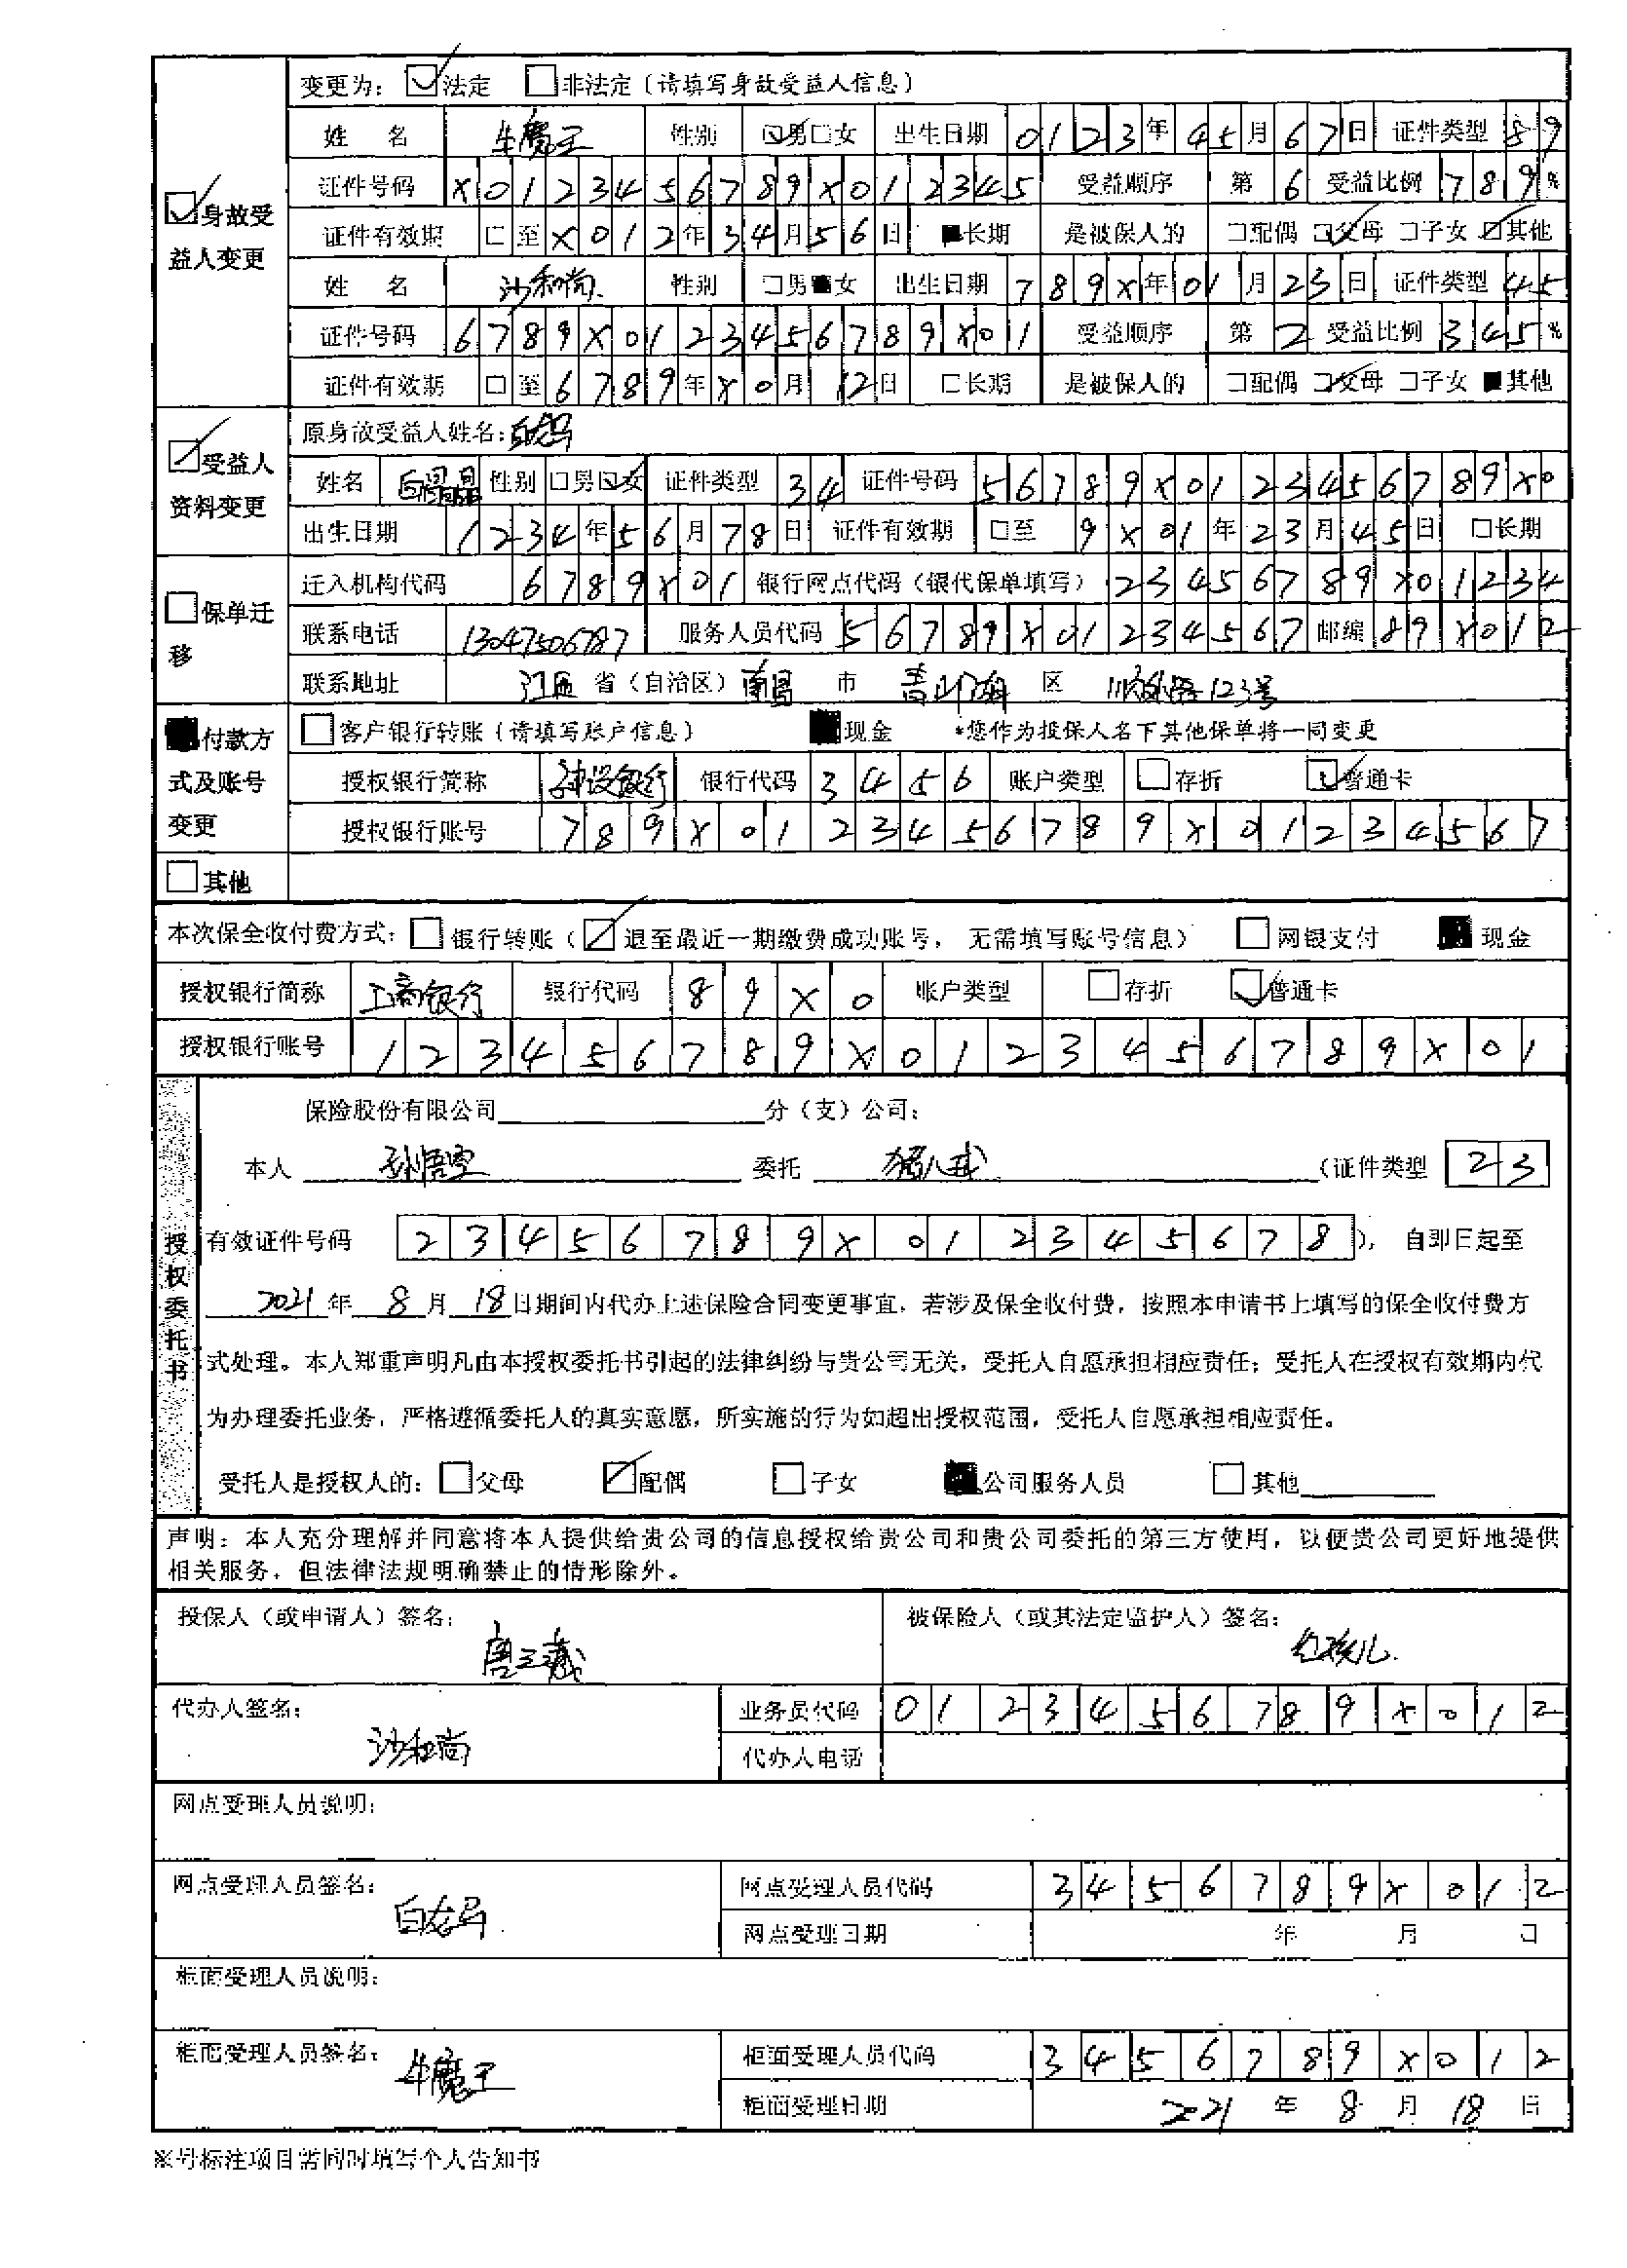 变更为： ☑法定 □非法定（请填写身故受益人信息）
☑身故受益人变更
姓 名 牛魔王 性别 ☑男□女 出生日期 0123年45月67日 证件类型 89
证件号码 X0123456789X012345 受益顺序 第6 受益比例 789%
证件有效期 □至X012年34月56日 ■长期 是被保人的 □配偶 ☑父母 □子女 ☑其他
姓 名 沙和尚 性别 □男■女 出生日期 789X年01月23日 证件类型 45
证件号码 6789X0123456789X01 受益顺序 第2 受益比例 345%
证件有效期 □至6789年X0月12日 □长期 是被保人的 □配偶 ☑父母 □子女 ■其他
☑受益人资料变更
原身故受益人姓名：白龙马
姓名 白骨晶晶 性别 □男☑女 证件类型 34 证件号码 56789X0123456789X0
出生日期 1234年56月78日 证件有效期 □至 9X01年23月45日 □长期
□保单迁移
迁入机构代码 6789X01 银行网点代码（银代保单填写） 23456789X01234
联系电话 13047506787 服务人员代码 56789X01234567 邮编 89X012
联系地址 江西 省（自治区） 南昌 市 青山湖 区 顺外路123号
■付款方式及账号变更
□客户银行转账（请填写账户信息） ■现金 *您作为投保人名下其他保单将一同变更
授权银行简称 建设银行 银行代码 3456 账户类型 □存折 ☑普通卡
授权银行账号 789X0123456789X01234567
□其他
本次保全收付费方式： □银行转账（☑退至最近一期缴费成功账号， 无需填写账号信息） □网银支付 ■现金
授权银行简称 工商银行 银行代码 89X0 账户类型 □存折 ☑普通卡
授权银行账号 123456789X0123456789X01
授权委托书
保险股份有限公司 分（支）公司：
本人 孙悟空 委托 猪八戒 （证件类型 23
有效证件号码 23456789X012345678）， 自即日起至
2021年8月18日期间内代办上述保险合同变更事宜，若涉及保全收付费，按照本申请书上填写的保全收付费方
式处理。本人郑重声明凡由本授权委托书引起的法律纠纷与贵公司无关，受托人自愿承担相应责任；受托人在授权有效期内代
为办理委托业务，严格遵循委托人的真实意愿，所实施的行为如超出授权范围，受托人自愿承担相应责任。
受托人是授权人的： □父母 ☑配偶 □子女 ■公司服务人员 □其他
声明：本人充分理解并同意将本人提供给贵公司的信息授权给贵公司和贵公司委托的第三方使用，以便贵公司更好地提供
相关服务，但法律法规明确禁止的情形除外。
投保人（或申请人）签名： 唐三藏 被保险人（或其法定监护人）签名： 红孩儿
代办人签名： 沙和尚 业务员代码 0123456789X012
代办人电话
网点受理人员说明：
网点受理人员签名： 白龙马 网点受理人员代码 3456789X012
网点受理日期 年 月 日
柜面受理人员说明：
柜面受理人员签名： 牛魔王 柜面受理人员代码 3456789X012
柜面受理日期 2021年8月18日
※号标注项目需同时填写个人告知书